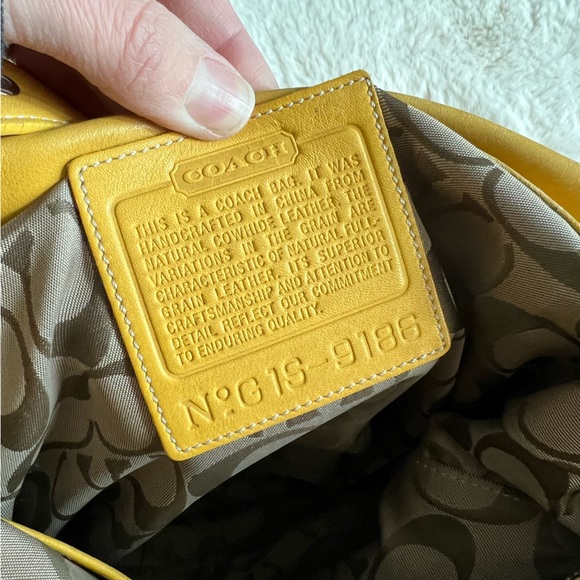 COACH
THIS IS A COACH BAG. IT WAS
HANDCRAFTED IN CHINA FROM
NATURAL COWHIDE LEATHER. THE
VARIATIONS IN THE GRAIN ARE
CHARACTERISTIC OF NATURAL FULL-
GRAIN LEATHER. ITS SUPERIOR
CRAFTSMANSHIP AND ATTENTION TO
DETAIL REFLECT OUR COMMITMENT
TO ENDURING QUALITY.
Nº G1S-9186